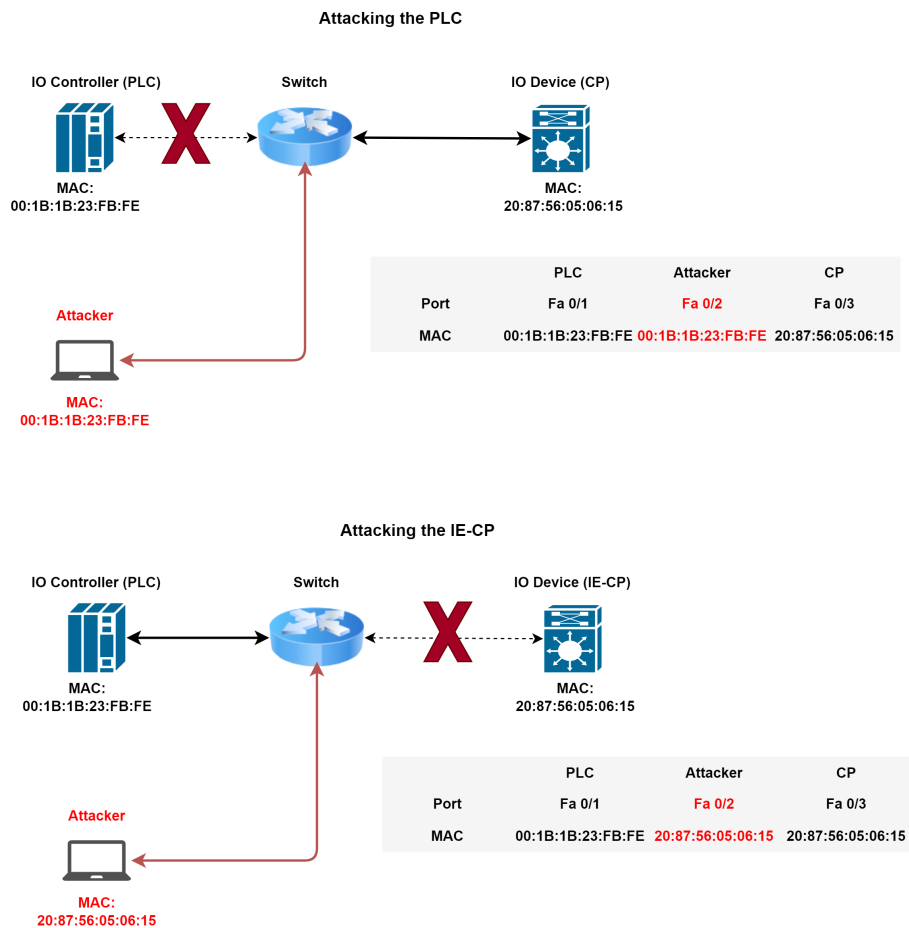 Attacking the PLC
IO Controller (PLC)
Switch
IO Device (CP)
MAC:
00:1B:1B:23:FB:FE
MAC:
20:87:56:05:06:15
PLC Attacker CP
Port Fa 0/1 Fa 0/2 Fa 0/3
MAC 00:1B:1B:23:FB:FE 00:1B:1B:23:FB:FE 20:87:56:05:06:15
Attacker
MAC:
00:1B:1B:23:FB:FE
Attacking the IE-CP
IO Controller (PLC)
Switch
IO Device (IE-CP)
MAC:
00:1B:1B:23:FB:FE
MAC:
20:87:56:05:06:15
PLC Attacker CP
Port Fa 0/1 Fa 0/2 Fa 0/3
MAC 00:1B:1B:23:FB:FE 20:87:56:05:06:15 20:87:56:05:06:15
Attacker
MAC:
20:87:56:05:06:15